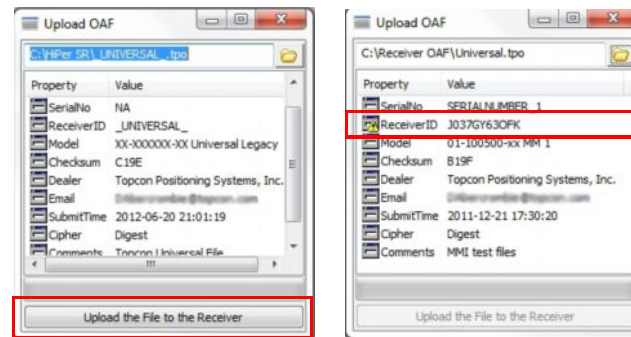 Upload OAF
C:\HiPer SR\_UNIVERSAL_.tpo
Property Value
SerialNo NA
ReceiverID _UNIVERSAL_
Model XX-XXXXXX-XX Universal Legacy
Checksum C19E
Dealer Topcon Positioning Systems, Inc.
Email
SubmitTime 2012-06-20 21:01:19
Cipher Digest
Comments Topcon Universal File
Upload the File to the Receiver
Upload OAF
C:\Receiver OAF\Universal.tpo
Property Value
SerialNo SERIALNUMBER_1
ReceiverID J037GY63OFK
Model 01-100500-xx MM 1
Checksum B19F
Dealer Topcon Positioning Systems, Inc.
Email
SubmitTime 2011-12-21 17:30:20
Cipher Digest
Comments MMI test files
Upload the File to the Receiver